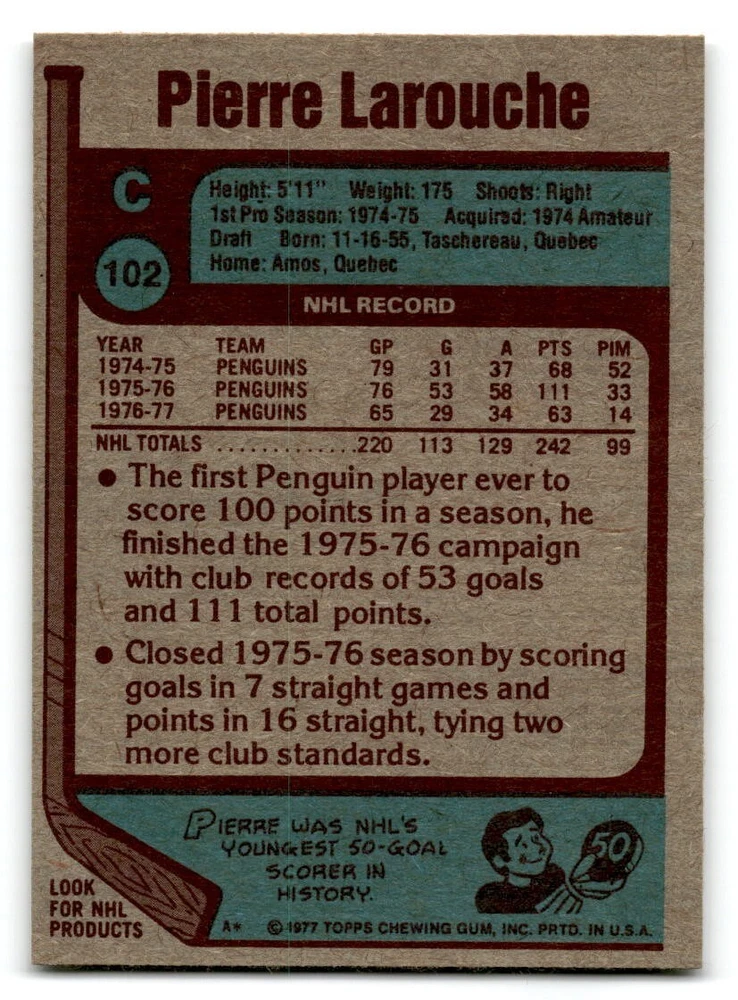 Pierre Larouche
C
102
Height: 5'11" Weight: 175 Shoots: Right
1st Pro Season: 1974-75 Acquired: 1974 Amateur
Draft Born: 11-16-55, Taschereau, Quebec
Home: Amos, Quebec
NHL RECORD
YEAR TEAM GP G A PTS PIM
1974-75 PENGUINS 79 31 37 68 52
1975-76 PENGUINS 76 53 58 111 33
1976-77 PENGUINS 65 29 34 63 14
NHL TOTALS ..............220 113 129 242 99
• The first Penguin player ever to
score 100 points in a season, he
finished the 1975-76 campaign
with club records of 53 goals
and 111 total points.
• Closed 1975-76 season by scoring
goals in 7 straight games and
points in 16 straight, tying two
more club standards.
PIERRE WAS NHL'S
YOUNGEST 50-GOAL
SCORER IN
HISTORY.
50
LOOK
FOR NHL
PRODUCTS
A* © 1977 TOPPS CHEWING GUM, INC. PRTD. IN U.S.A.